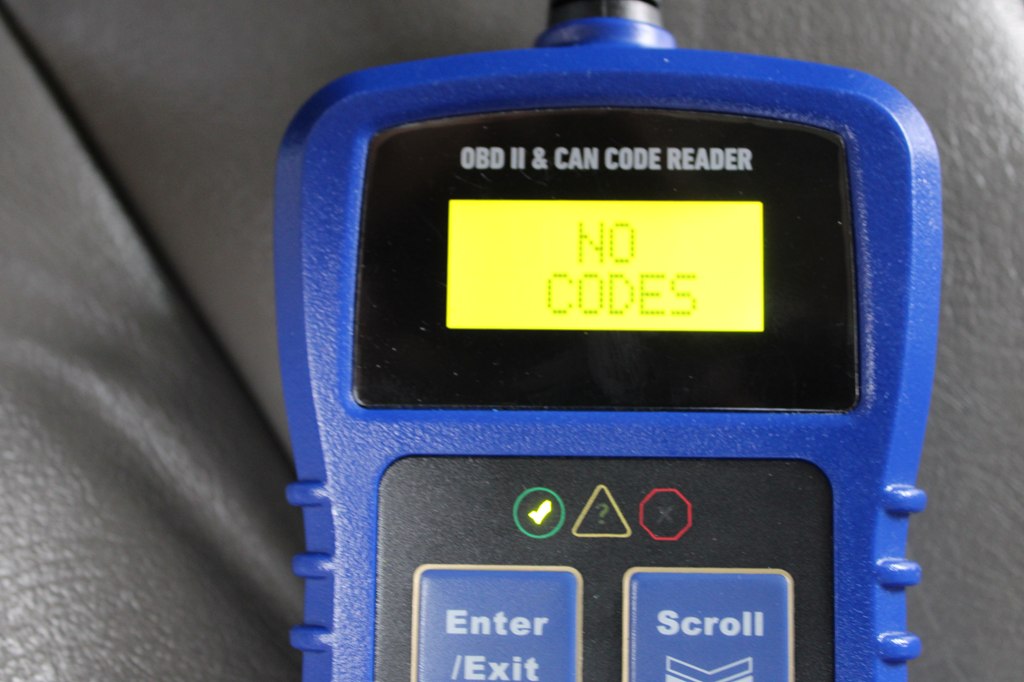 OBD II & CAN CODE READER
NO
CODES
?
Enter
/Exit
Scroll